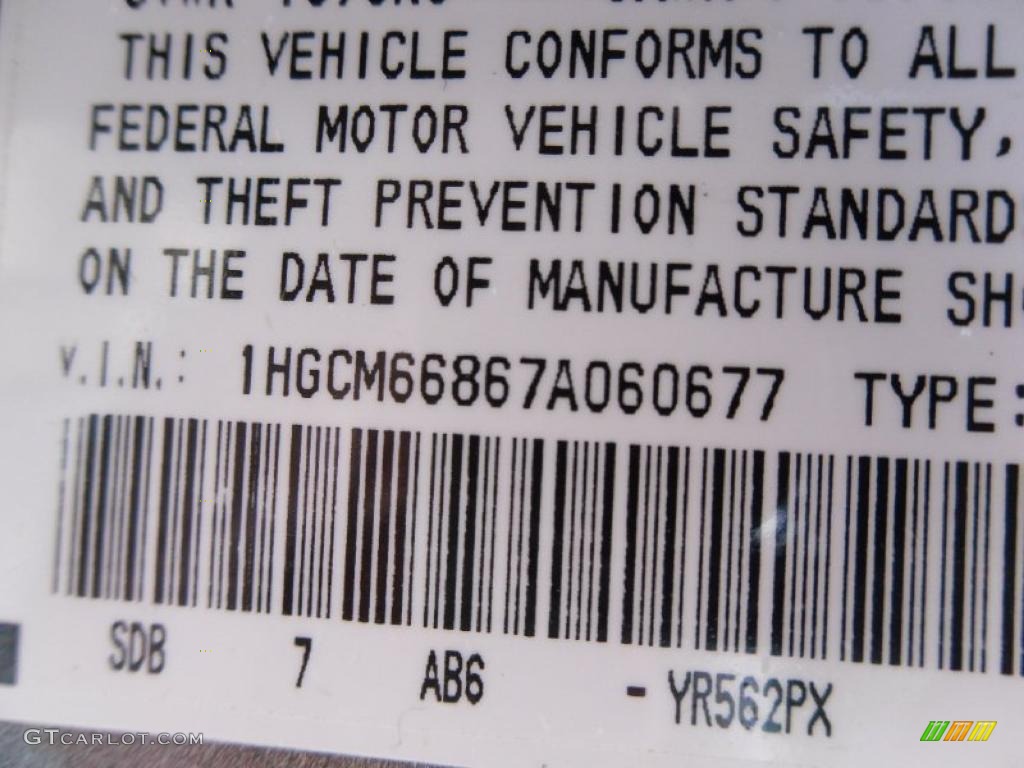 THIS VEHICLE CONFORMS TO ALL
FEDERAL MOTOR VEHICLE SAFETY,
AND THEFT PREVENTION STANDARD
ON THE DATE OF MANUFACTURE
V.I.N.: 1HGCM66867A060677 TYPE:
SDB 7 AB6 - YR562PX
GTCARLOT.COM